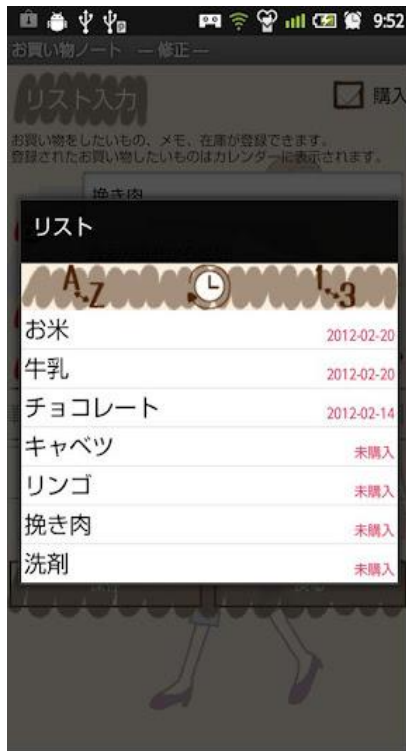 9:52
お買い物ノート ― 修正 ―
リスト入力
購入
お買い物をしたいもの、メモ、在庫が登録できます。
登録されたお買い物したいものはカレンダーに表示されます。
挽き肉
リスト
A Z
1 3
お米 2012-02-20
牛乳 2012-02-20
チョコレート 2012-02-14
キャベツ 未購入
リンゴ 未購入
挽き肉 未購入
洗剤 未購入